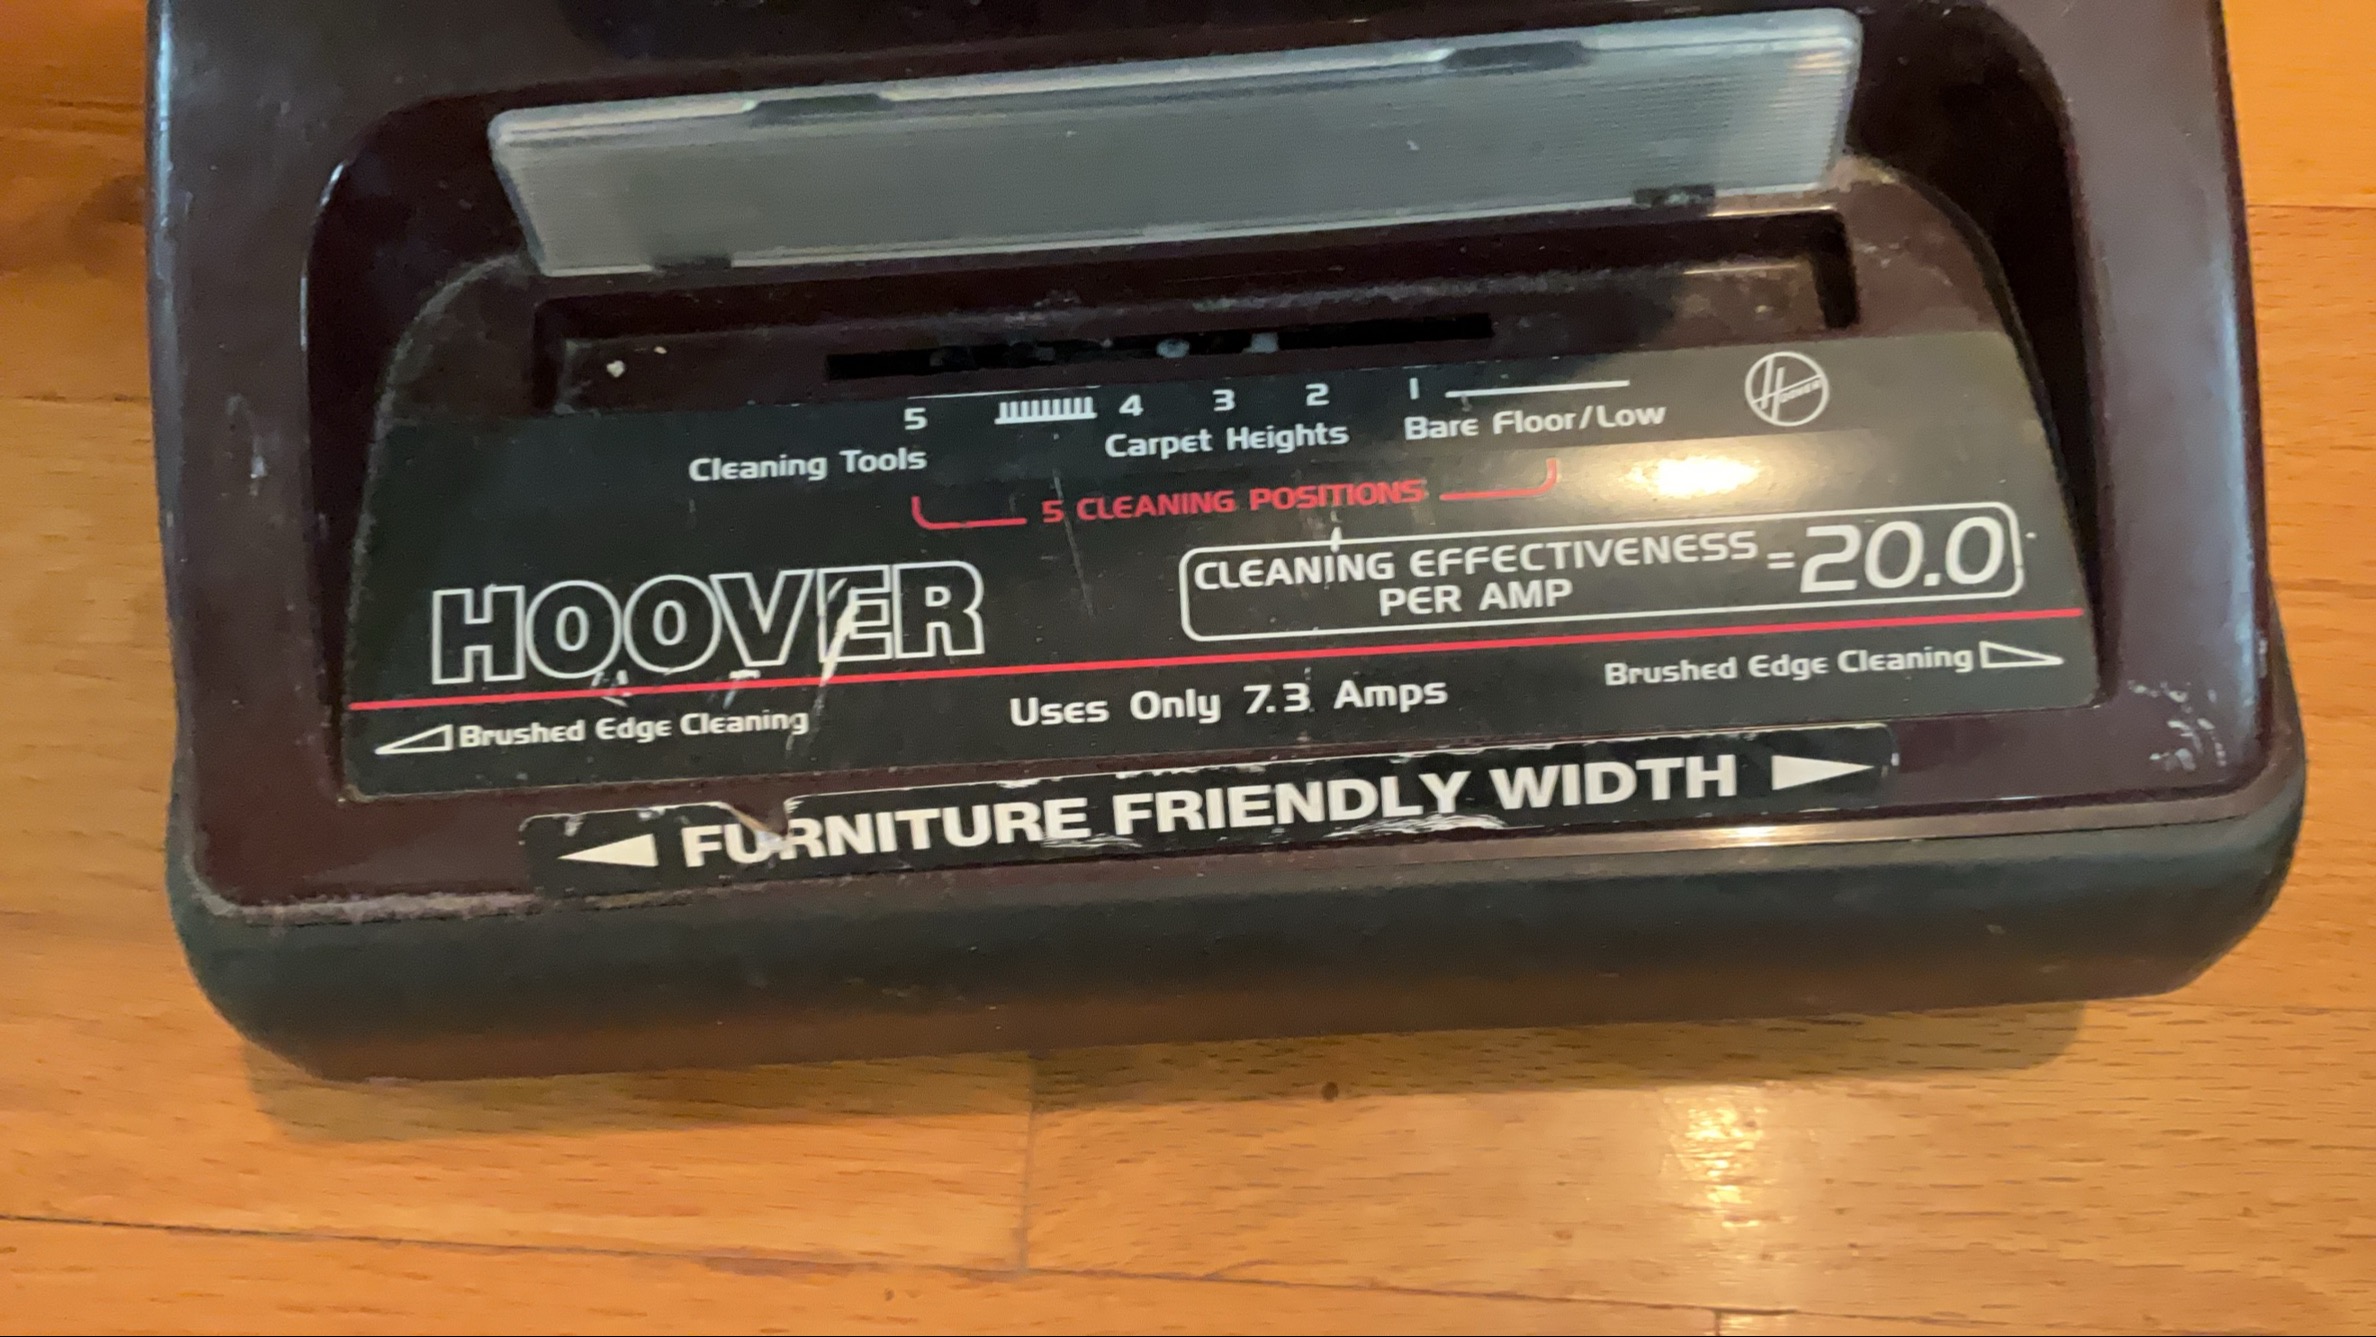 5 4 3 2 1
Cleaning Tools Carpet Heights Bare Floor/Low
HOOVER
5 CLEANING POSITIONS
HOOVER
CLEANING EFFECTIVENESS
PER AMP
=20.0
Brushed Edge Cleaning
Uses Only 7.3 Amps
Brushed Edge Cleaning
FURNITURE FRIENDLY WIDTH